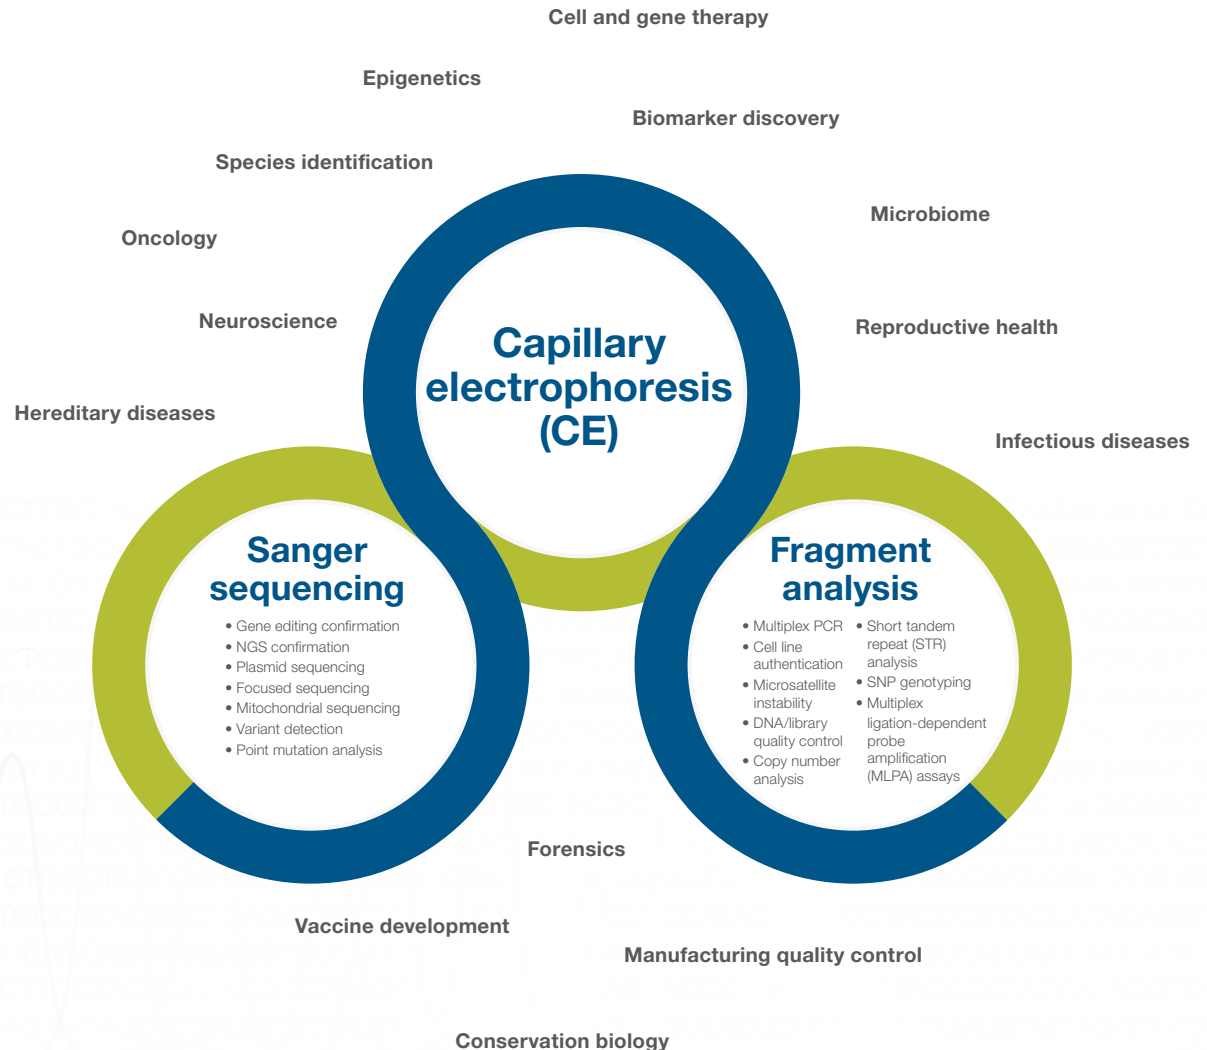 Cell and gene therapy
Epigenetics
Biomarker discovery
Species identification
Microbiome
Oncology
Neuroscience
Reproductive health
Capillary
electrophoresis
(CE)
Hereditary diseases
Infectious diseases
Sanger
sequencing
• Gene editing confirmation
• NGS confirmation
• Plasmid sequencing
• Focused sequencing
• Mitochondrial sequencing
• Variant detection
• Point mutation analysis
Fragment
analysis
• Multiplex PCR
• Cell line
authentication
• Microsatellite
instability
• DNA/library
quality control
• Copy number
analysis
• Short tandem
repeat (STR)
analysis
• SNP genotyping
• Multiplex
ligation-dependent
probe
amplification
(MLPA) assays
Forensics
Vaccine development
Manufacturing quality control
Conservation biology